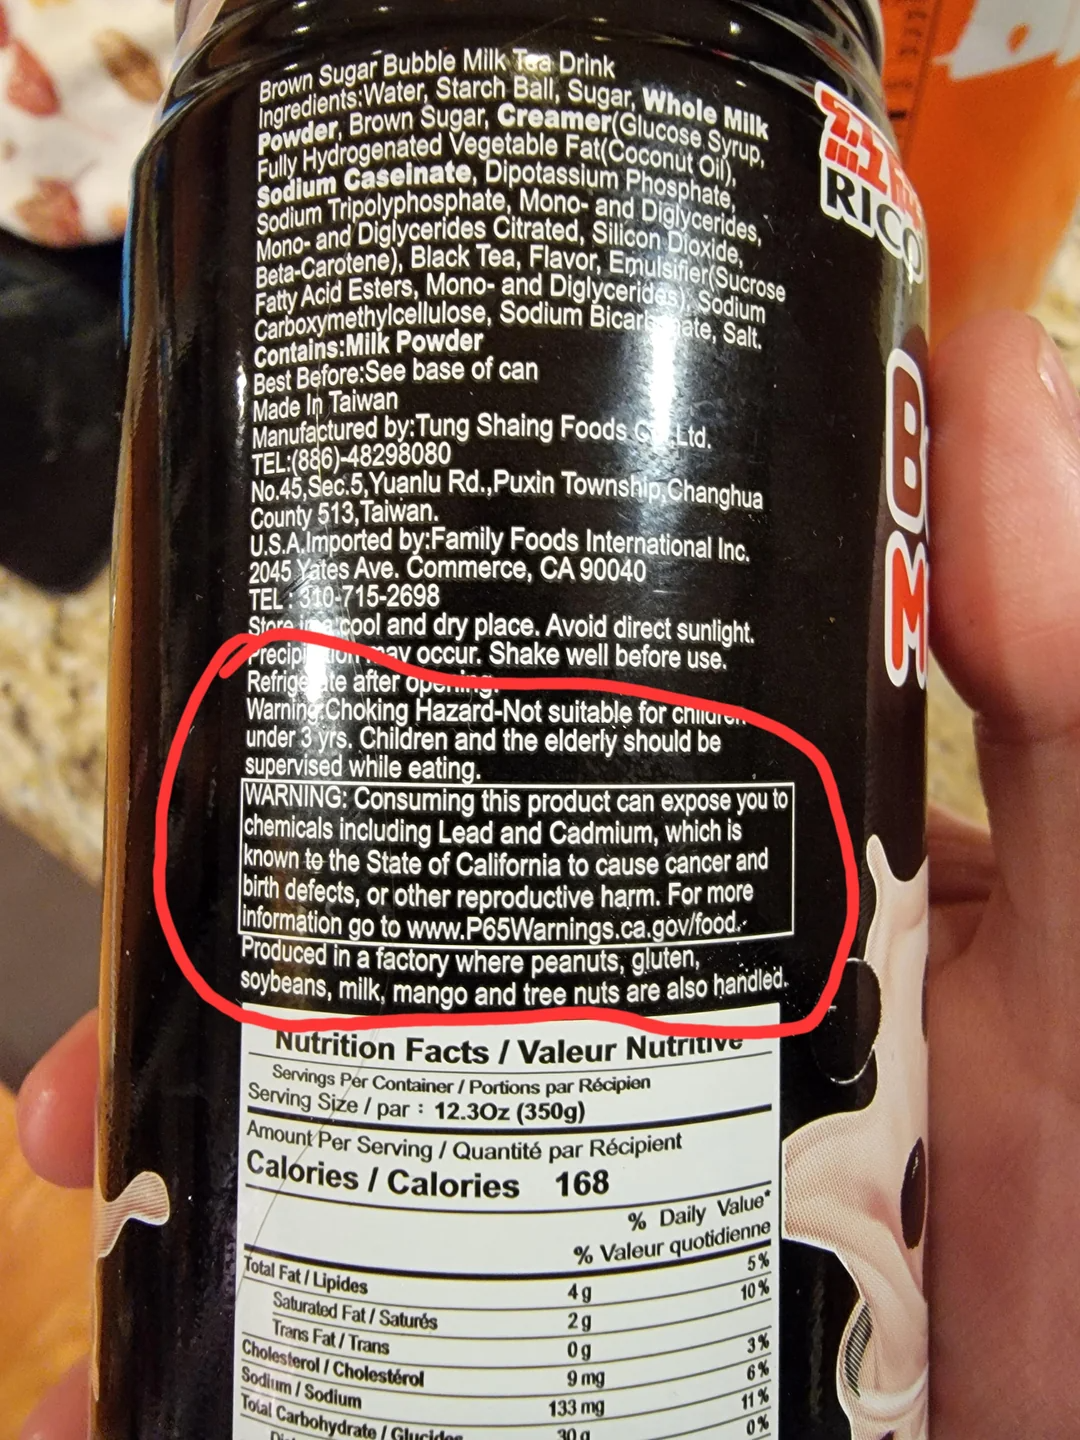 Brown Sugar Bubble Milk Tea Drink
Ingredients:Water, Starch Ball, Sugar, Whole Milk
Powder, Brown Sugar, Creamer(Glucose Syrup,
Fully Hydrogenated Vegetable Fat(Coconut Oil),
Sodium Caseinate, Dipotassium Phosphate,
Sodium Tripolyphosphate, Mono- and Diglycerides,
Mono- and Diglycerides Citrated, Silicon Dioxide,
Beta-Carotene), Black Tea, Flavor, Emulsifier(Sucrose
Fatty Acid Esters, Mono- and Diglycerides), Sodium
Carboxymethylcellulose, Sodium Bicarbonate, Salt.
Contains:Milk Powder
Best Before:See base of can
Made In Taiwan
Manufactured by:Tung Shaing Foods Co.,Ltd.
TEL:(886)-48298080
No.45,Sec.5,Yuanlu Rd.,Puxin Township,Changhua
County 513,Taiwan.
U.S.A.Imported by:Family Foods International Inc.
2045 Yates Ave. Commerce, CA 90040
TEL : 310-715-2698
Store in a cool and dry place. Avoid direct sunlight.
Precipitation may occur. Shake well before use.
Refrigerate after opening.
Warning:Choking Hazard-Not suitable for children
under 3 yrs. Children and the elderly should be
supervised while eating.
WARNING: Consuming this product can expose you to
chemicals including Lead and Cadmium, which is
known to the State of California to cause cancer and
birth defects, or other reproductive harm. For more
information go to www.P65Warnings.ca.gov/food.
Produced in a factory where peanuts, gluten,
soybeans, milk, mango and tree nuts are also handled.
Nutrition Facts / Valeur Nutritive
Servings Per Container / Portions par Récipien
Serving Size / par : 12.3Oz (350g)
Amount Per Serving / Quantité par Récipient
Calories / Calories 168
% Daily Value*
% Valeur quotidienne
Total Fat / Lipides 4 g 5%
Saturated Fat / Saturés 2 g 10%
Trans Fat / Trans 0 g
Cholesterol / Cholestérol 9 mg 3%
Sodium / Sodium 133 mg 6%
Total Carbohydrate / Glucides 30 g 11%
0%
RICO
B
M